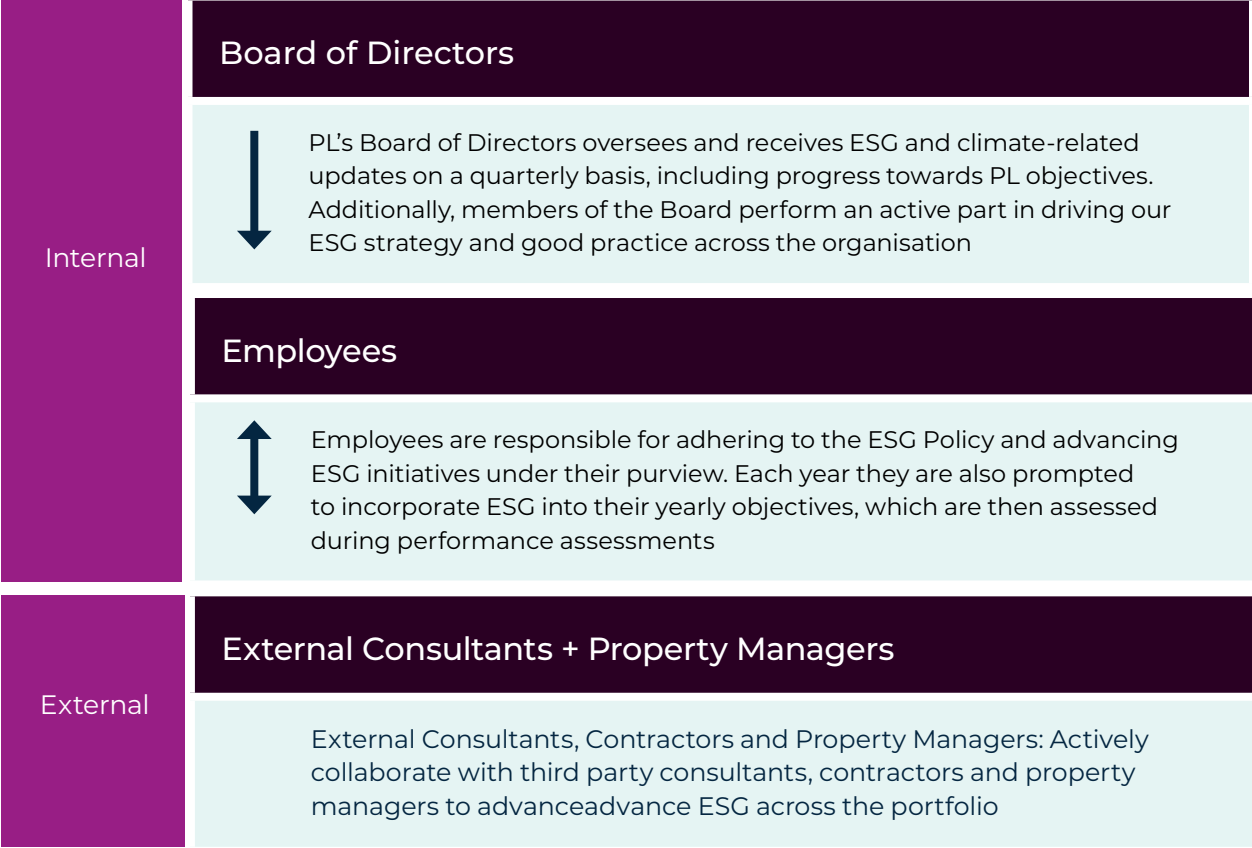 Board of Directors
PL’s Board of Directors oversees and receives ESG and climate-related
updates on a quarterly basis, including progress towards PL objectives.
Additionally, members of the Board perform an active part in driving our
ESG strategy and good practice across the organisation
Internal
Employees
Employees are responsible for adhering to the ESG Policy and advancing
ESG initiatives under their purview. Each year they are also prompted
to incorporate ESG into their yearly objectives, which are then assessed
during performance assessments
External Consultants + Property Managers
External
External Consultants, Contractors and Property Managers: Actively
collaborate with third party consultants, contractors and property
managers to advanceadvance ESG across the portfolio